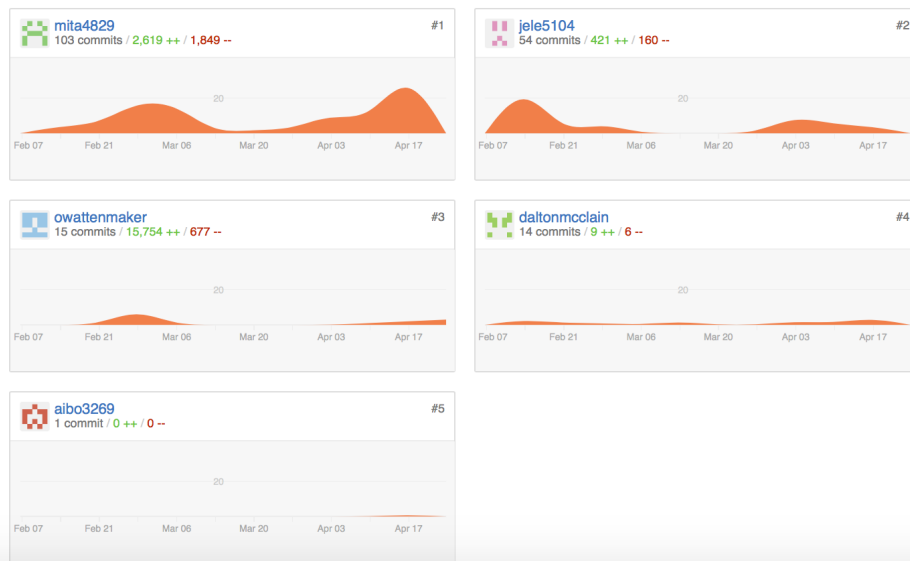 mita4829 #1
103 commits / 2,619 ++ / 1,849 --
20
Feb 07 Feb 21 Mar 06 Mar 20 Apr 03 Apr 17
jele5104 #2
54 commits / 421 ++ / 160 --
20
Feb 07 Feb 21 Mar 06 Mar 20 Apr 03 Apr 17
owattenmaker #3
15 commits / 15,754 ++ / 677 --
20
Feb 07 Feb 21 Mar 06 Mar 20 Apr 03 Apr 17
daltonmcclain #4
14 commits / 9 ++ / 6 --
20
Feb 07 Feb 21 Mar 06 Mar 20 Apr 03 Apr 17
aibo3269 #5
1 commit / 0 ++ / 0 --
20
Feb 07 Feb 21 Mar 06 Mar 20 Apr 03 Apr 17